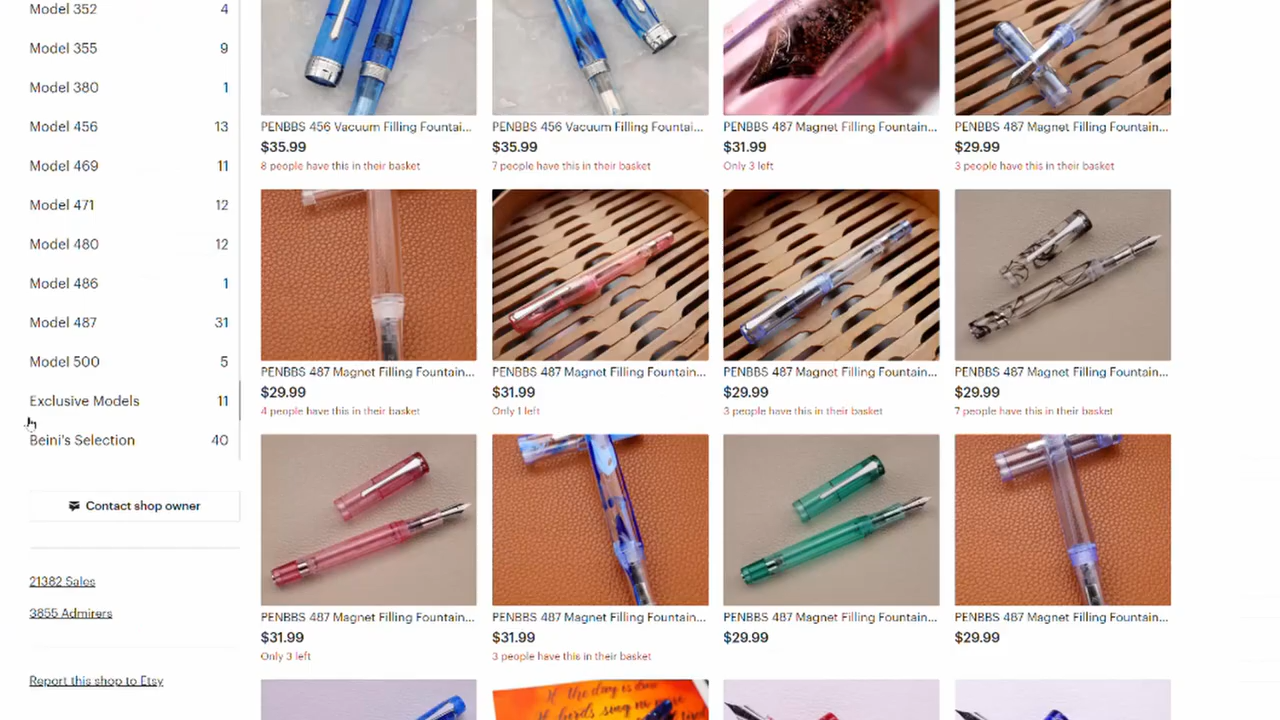 Model 352 4
Model 355 9
Model 380 1
Model 456 13
Model 469 11
Model 471 12
Model 480 12
Model 486 1
Model 487 31
Model 500 5
Exclusive Models 11
Beini's Selection 40
Contact shop owner
21382 Sales
3855 Admirers
Report this shop to Etsy
PENBBS 456 Vacuum Filling Fountai...
$35.99
8 people have this in their basket
PENBBS 456 Vacuum Filling Fountai...
$35.99
7 people have this in their basket
PENBBS 487 Magnet Filling Fountain...
$31.99
Only 3 left
PENBBS 487 Magnet Filling Fountain...
$29.99
3 people have this in their basket
PENBBS 487 Magnet Filling Fountain...
$29.99
4 people have this in their basket
PENBBS 487 Magnet Filling Fountain...
$31.99
Only 1 left
PENBBS 487 Magnet Filling Fountain...
$29.99
3 people have this in their basket
PENBBS 487 Magnet Filling Fountain...
$29.99
7 people have this in their basket
PENBBS 487 Magnet Filling Fountain...
$31.99
Only 3 left
PENBBS 487 Magnet Filling Fountain...
$31.99
3 people have this in their basket
PENBBS 487 Magnet Filling Fountain...
$29.99
PENBBS 487 Magnet Filling Fountain...
$29.99
If the day is done
If birds sing no more